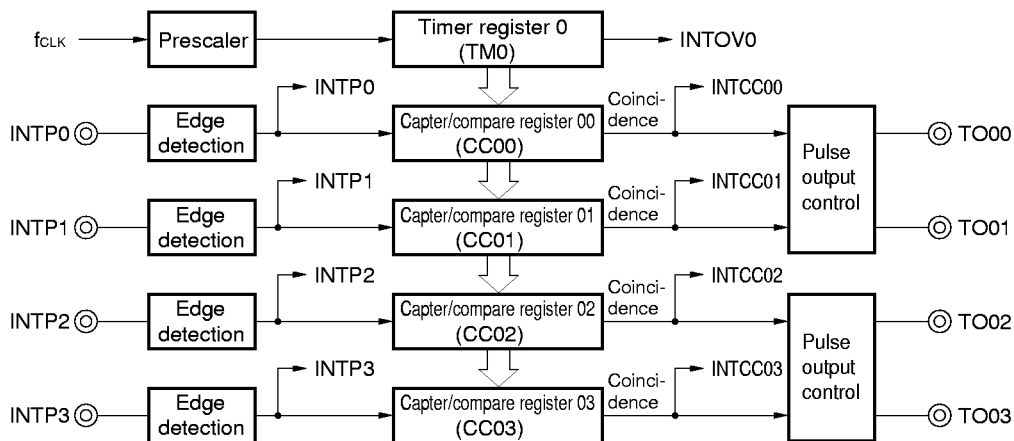 fCLK
Prescaler
Timer register 0
(TM0)
INTOV0
INTP0
Edge
detection
INTP0
Capter/compare register 00
(CC00)
Coinci-
dence
INTCC00
Pulse
output
control
TO00
INTP1
Edge
detection
INTP1
Capter/compare register 01
(CC01)
Coinci-
dence
INTCC01
TO01
INTP2
Edge
detection
INTP2
Capter/compare register 02
(CC02)
Coinci-
dence
INTCC02
Pulse
output
control
TO02
INTP3
Edge
detection
INTP3
Capter/compare register 03
(CC03)
Coinci-
dence
INTCC03
TO03